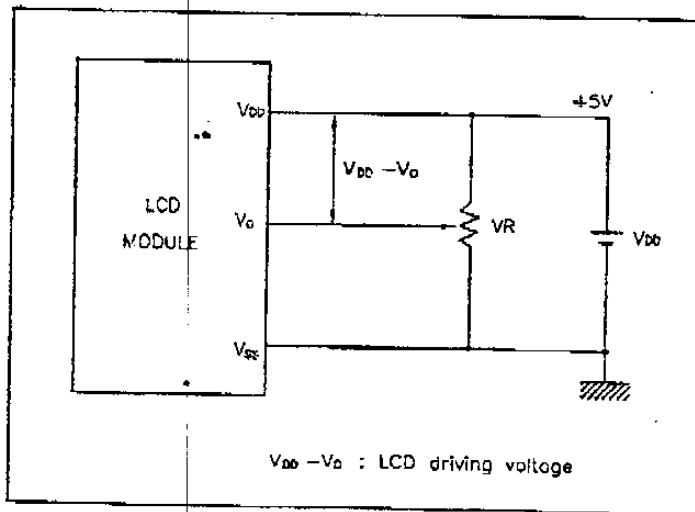 +5V
VDD
VDD – VO
LCD
VO
VR
MODULE
VDD
VSS
VDD – VO : LCD driving voltage